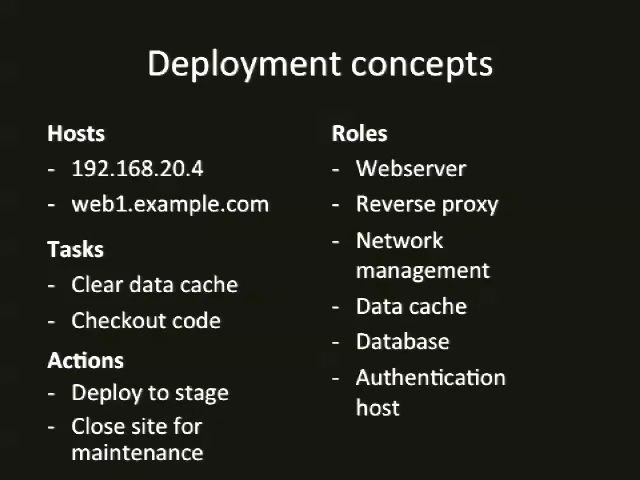 Deployment concepts
Hosts
- 192.168.20.4
- web1.example.com
Tasks
- Clear data cache
- Checkout code
Actions
- Deploy to stage
- Close site for
maintenance
Roles
- Webserver
- Reverse proxy
- Network
management
- Data cache
- Database
- Authentication
host